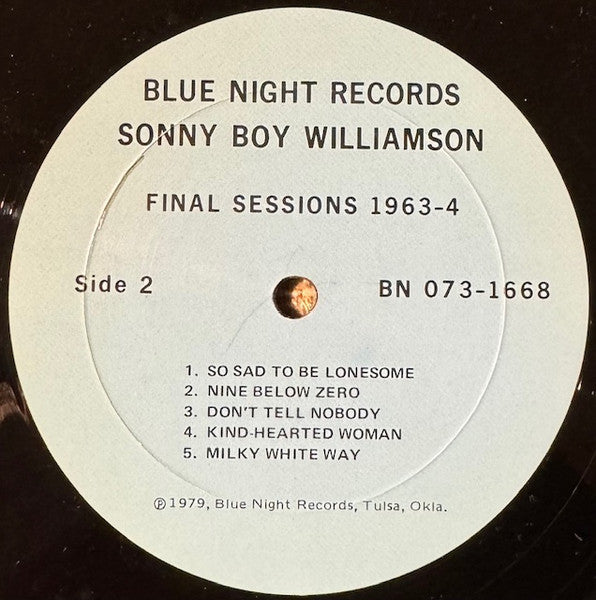 BLUE NIGHT RECORDS
SONNY BOY WILLIAMSON
FINAL SESSIONS 1963-4
Side 2 BN 073-1668
1. SO SAD TO BE LONESOME
2. NINE BELOW ZERO
3. DON'T TELL NOBODY
4. KIND-HEARTED WOMAN
5. MILKY WHITE WAY
℗1979, Blue Night Records, Tulsa, Okla.